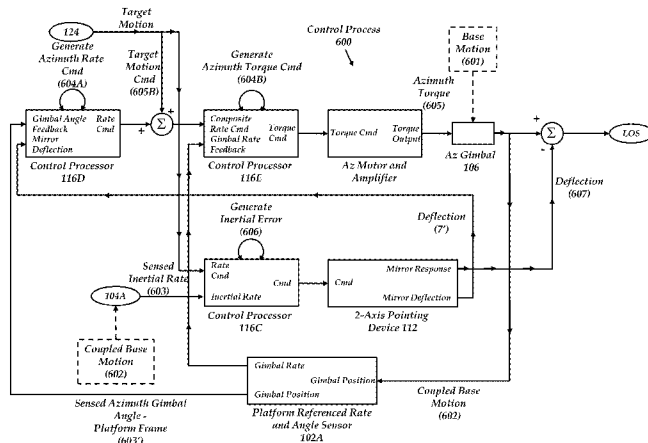 Target
Motion
124
Generate
Azimuth Rate
Cmd
(604A)
Target
Motion
Cmd
(605B)
Generate
Azimuth Torque Cmd
(604B)
Control Process
600
Base
Motion
(601)
Azimuth
Torque
(605)
Gimbal Angle
Feedback
Mirror
Deflection
Rate
Cmd
+
+
Σ
Composite
Rate Cmd
Gimbal Rate
Feedback
Torque
Cmd
Torque Cmd
Torque
Output
+
-
Σ
LOS
Control Processor
116D
Control Processor
116E
Az Motor and
Amplifier
Az Gimbal
106
Deflection
(607)
Generate
Inertial Error
(606)
Deflection
(7')
Sensed
Inertial Rate
(603)
104A
Rate
Cmd
Inertial Rate
Cmd
Cmd
Mirror Response
Mirror Deflection
Control Processor
116C
2-Axis Pointing
Device 112
Coupled Base
Motion
(602)
Gimbal Rate
Gimbal Position
Gimbal Position
Coupled Base
Motion
(602)
Sensed Azimuth Gimbal
Angle -
Platform Frame
(603')
Platform Referenced Rate
and Angle Sensor
102A